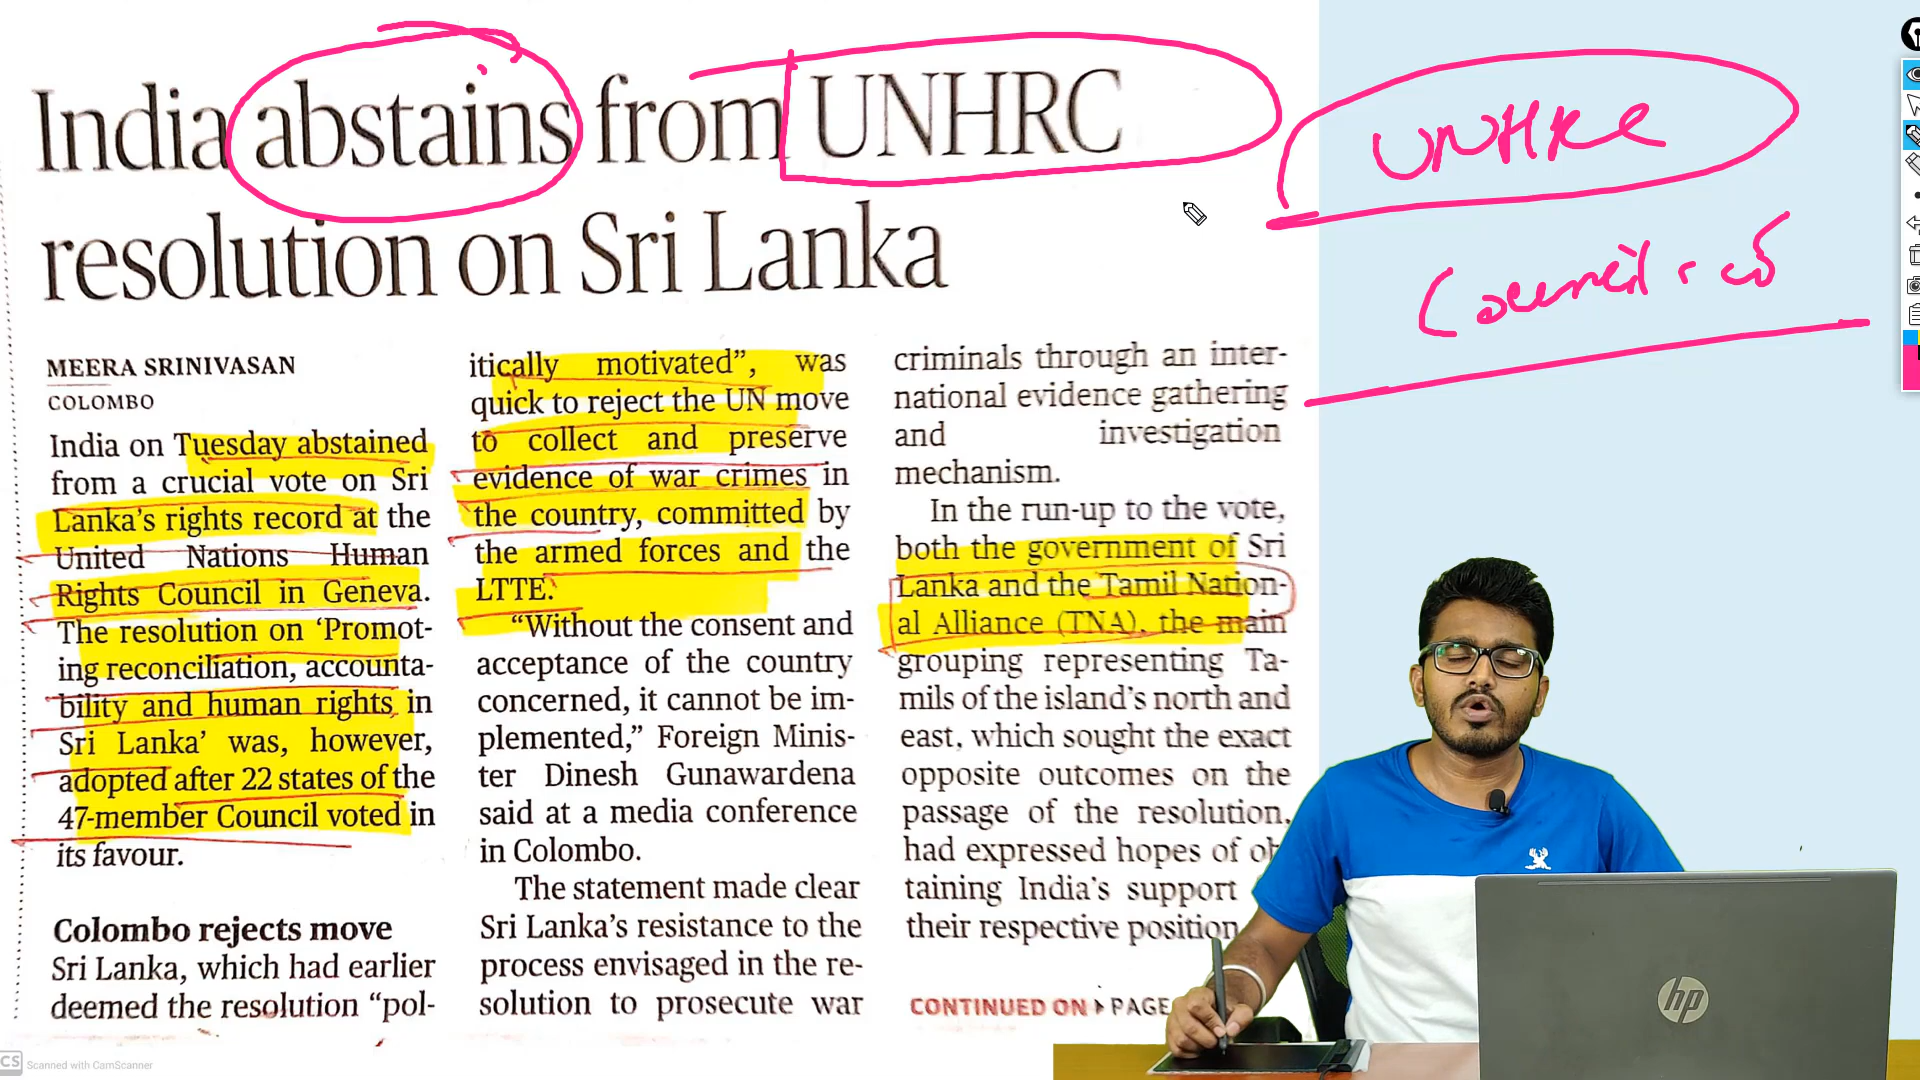 India abstains from UNHRC
resolution on Sri Lanka
MEERA SRINIVASAN
COLOMBO
India on Tuesday abstained
from a crucial vote on Sri
Lanka's rights record at the
United Nations Human
Rights Council in Geneva.
The resolution on 'Promot-
ing reconciliation, accounta-
bility and human rights in
Sri Lanka' was, however,
adopted after 22 states of the
47-member Council voted in
its favour.
Colombo rejects move
Sri Lanka, which had earlier
deemed the resolution "pol-
itically motivated", was
quick to reject the UN move
to collect and preserve
evidence of war crimes in
the country, committed by
the armed forces and the
LTTE.
"Without the consent and
acceptance of the country
concerned, it cannot be im-
plemented," Foreign Minis-
ter Dinesh Gunawardena
said at a media conference
in Colombo.
The statement made clear
Sri Lanka's resistance to the
process envisaged in the re-
solution to prosecute war
criminals through an inter-
national evidence gathering
and investigation
mechanism.
In the run-up to the vote,
both the government of Sri
Lanka and the Tamil Nation-
al Alliance (TNA), the main
grouping representing Ta-
mils of the island's north and
east, which sought the exact
opposite outcomes on the
passage of the resolution,
had expressed hopes of ob
taining India's support
their respective position
CONTINUED ON PAGE
UNHRC
Council
hp
CS Scanned with CamScanner